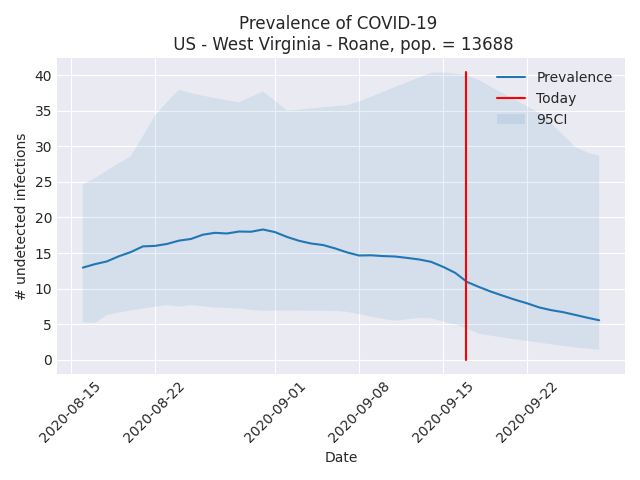 Prevalence of COVID-19
US - West Virginia - Roane, pop. = 13688
# undetected infections
40
35
30
25
20
15
10
5
0
Prevalence
Today
95CI
2020-08-15
2020-08-22
2020-09-01
2020-09-08
2020-09-15
2020-09-22
Date